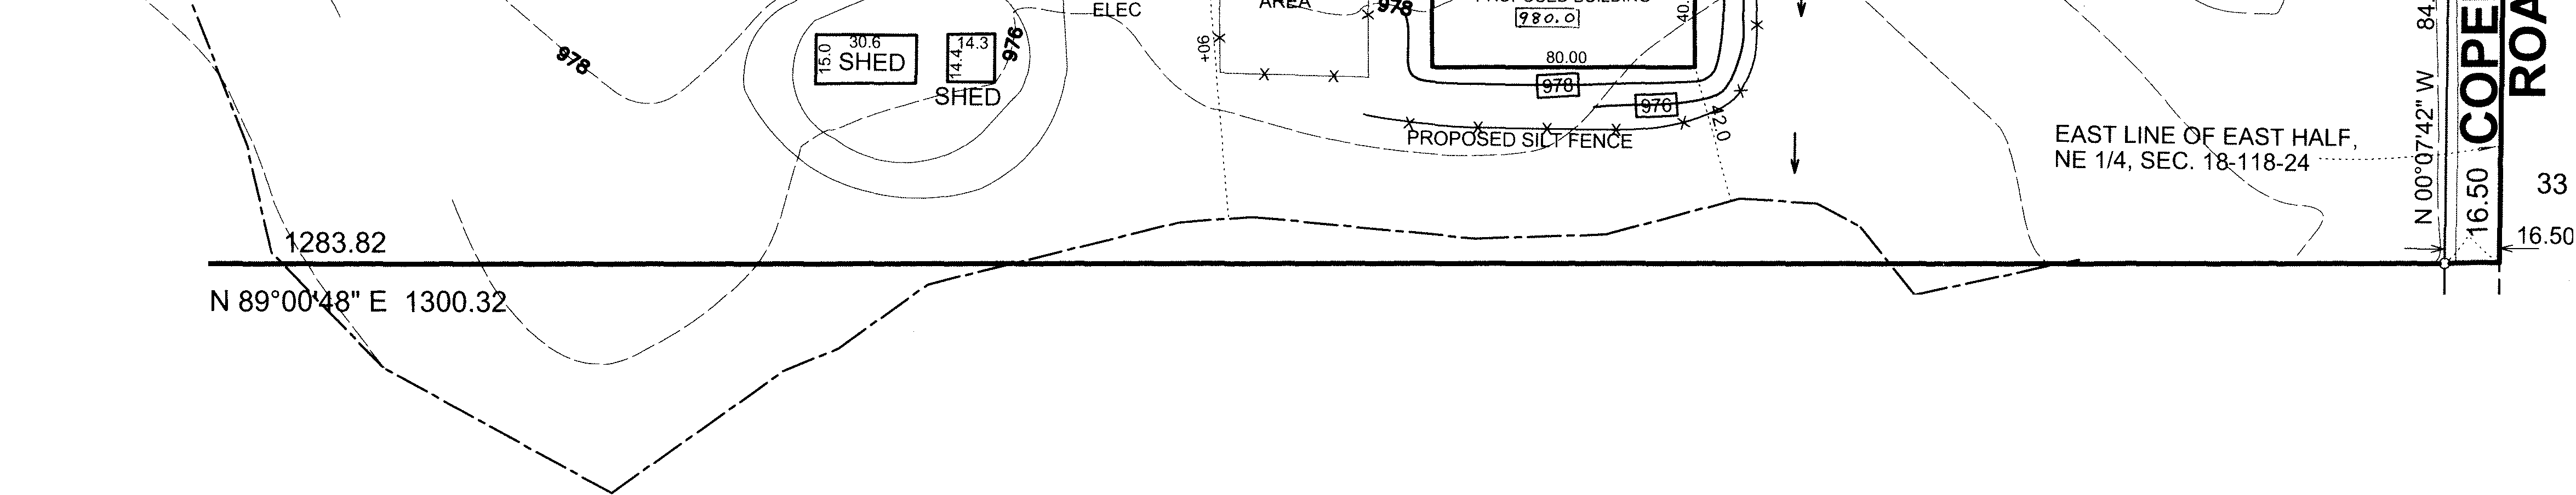 ELEC
AREA
978
PROPOSED BUILDING
980.0
40.
84.
COPE
ROA
978
15.0
30.6
SHED
14.4
14.3
SHED
976
90+
80.00
978
976
42.0
PROPOSED SILT FENCE
EAST LINE OF EAST HALF,
NE 1/4, SEC. 18-118-24
N 00°07'42" W
16.50
33
16.50
1283.82
N 89°00'48" E 1300.32